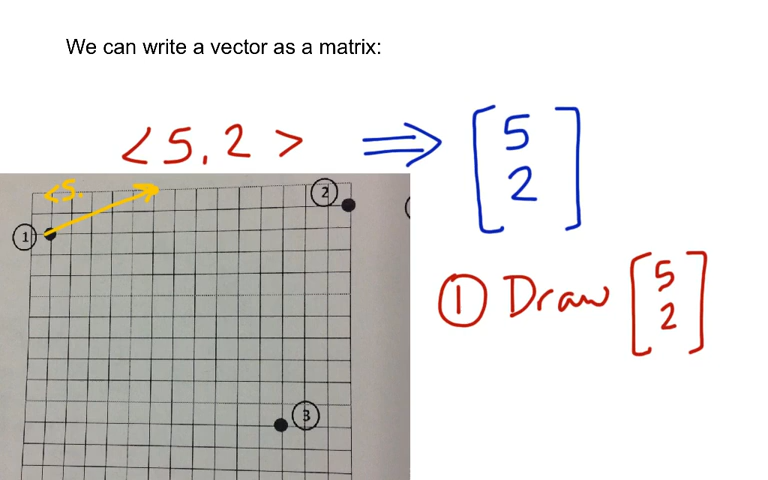 We can write a vector as a matrix:
< 5, 2 > ⇒ [5
2]
<5,
1
2
3
① Draw [5
2]